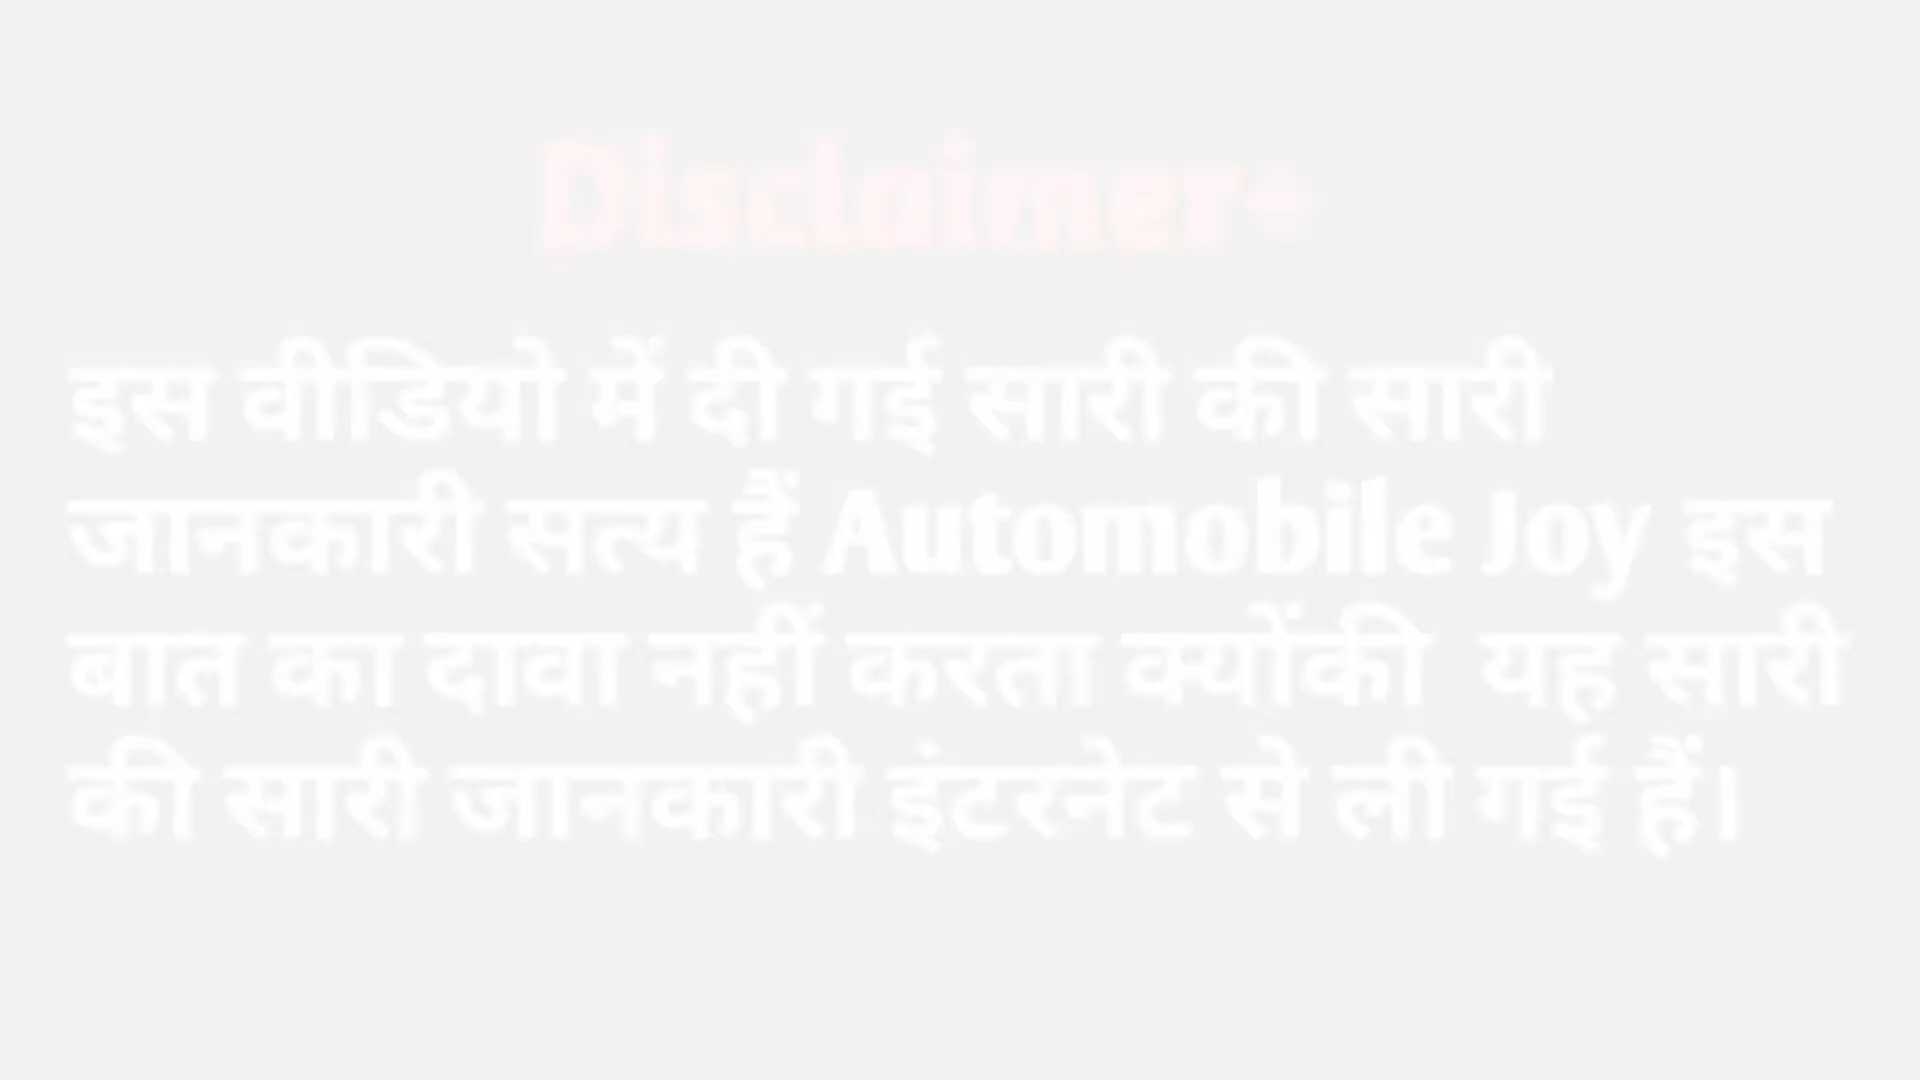 Disclaimer÷
इस वीडियो में दी गई सारी की सारी
जानकारी सत्य हैं Automobile Joy इस
बात का दावा नहीं करता क्योंकी यह सारी
की सारी जानकारी इंटरनेट से ली गई हैं।